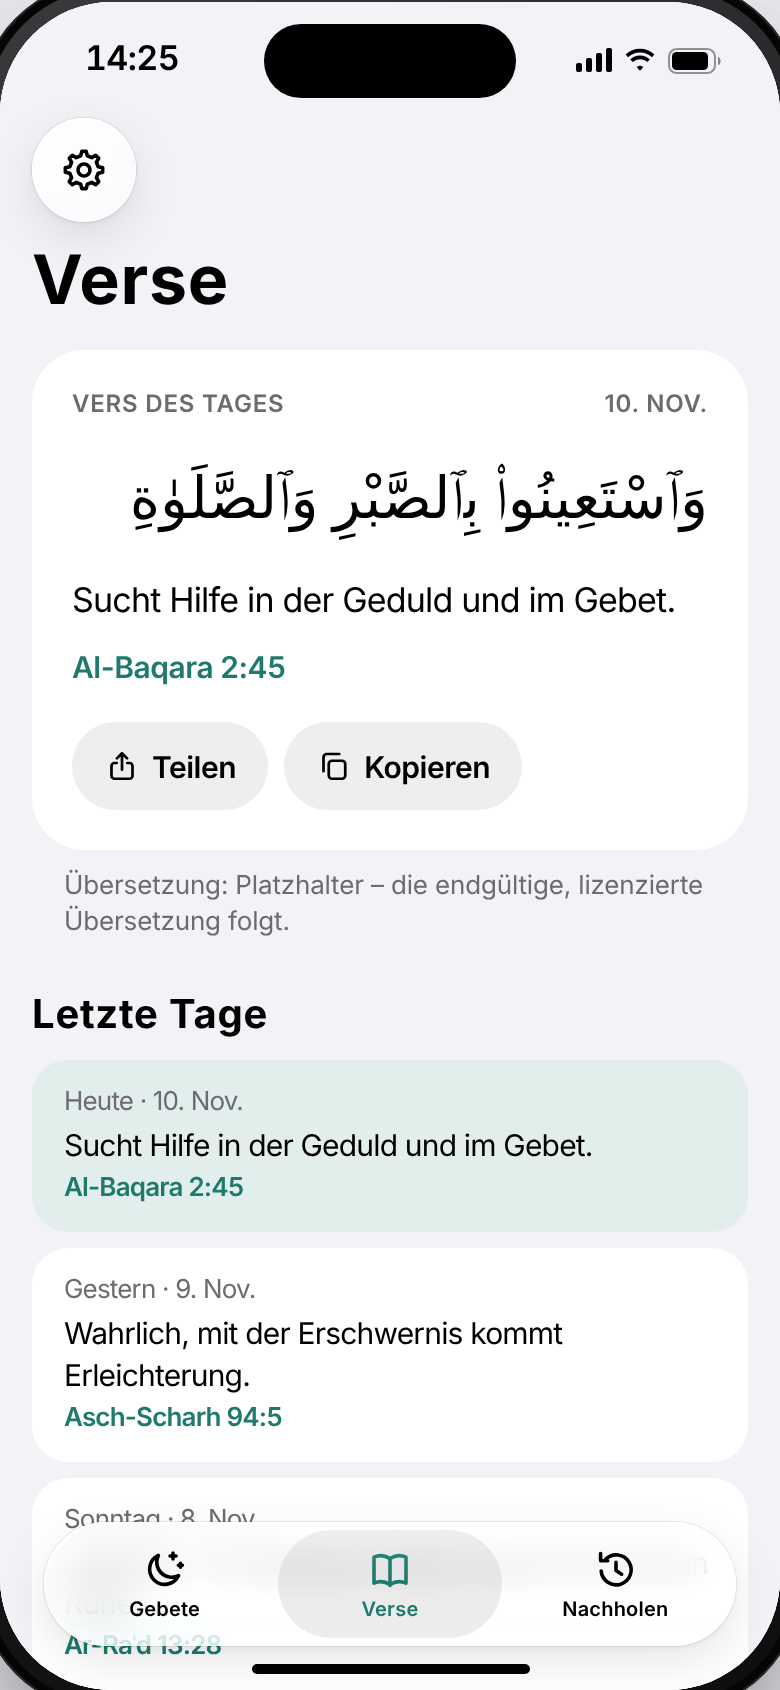 14:25
Verse
VERS DES TAGES
10. NOV.
وَٱسْتَعِينُوا۟ بِٱلصَّبْرِ وَٱلصَّلَوٰةِ
Sucht Hilfe in der Geduld und im Gebet.
Al-Baqara 2:45
Teilen
Kopieren
Übersetzung: Platzhalter – die endgültige, lizenzierte
Übersetzung folgt.
Letzte Tage
Heute · 10. Nov.
Sucht Hilfe in der Geduld und im Gebet.
Al-Baqara 2:45
Gestern · 9. Nov.
Wahrlich, mit der Erschwernis kommt
Erleichterung.
Asch-Scharh 94:5
Sonntag · 8. Nov.
Ar-Ra'd 13:28
Gebete
Verse
Nachholen